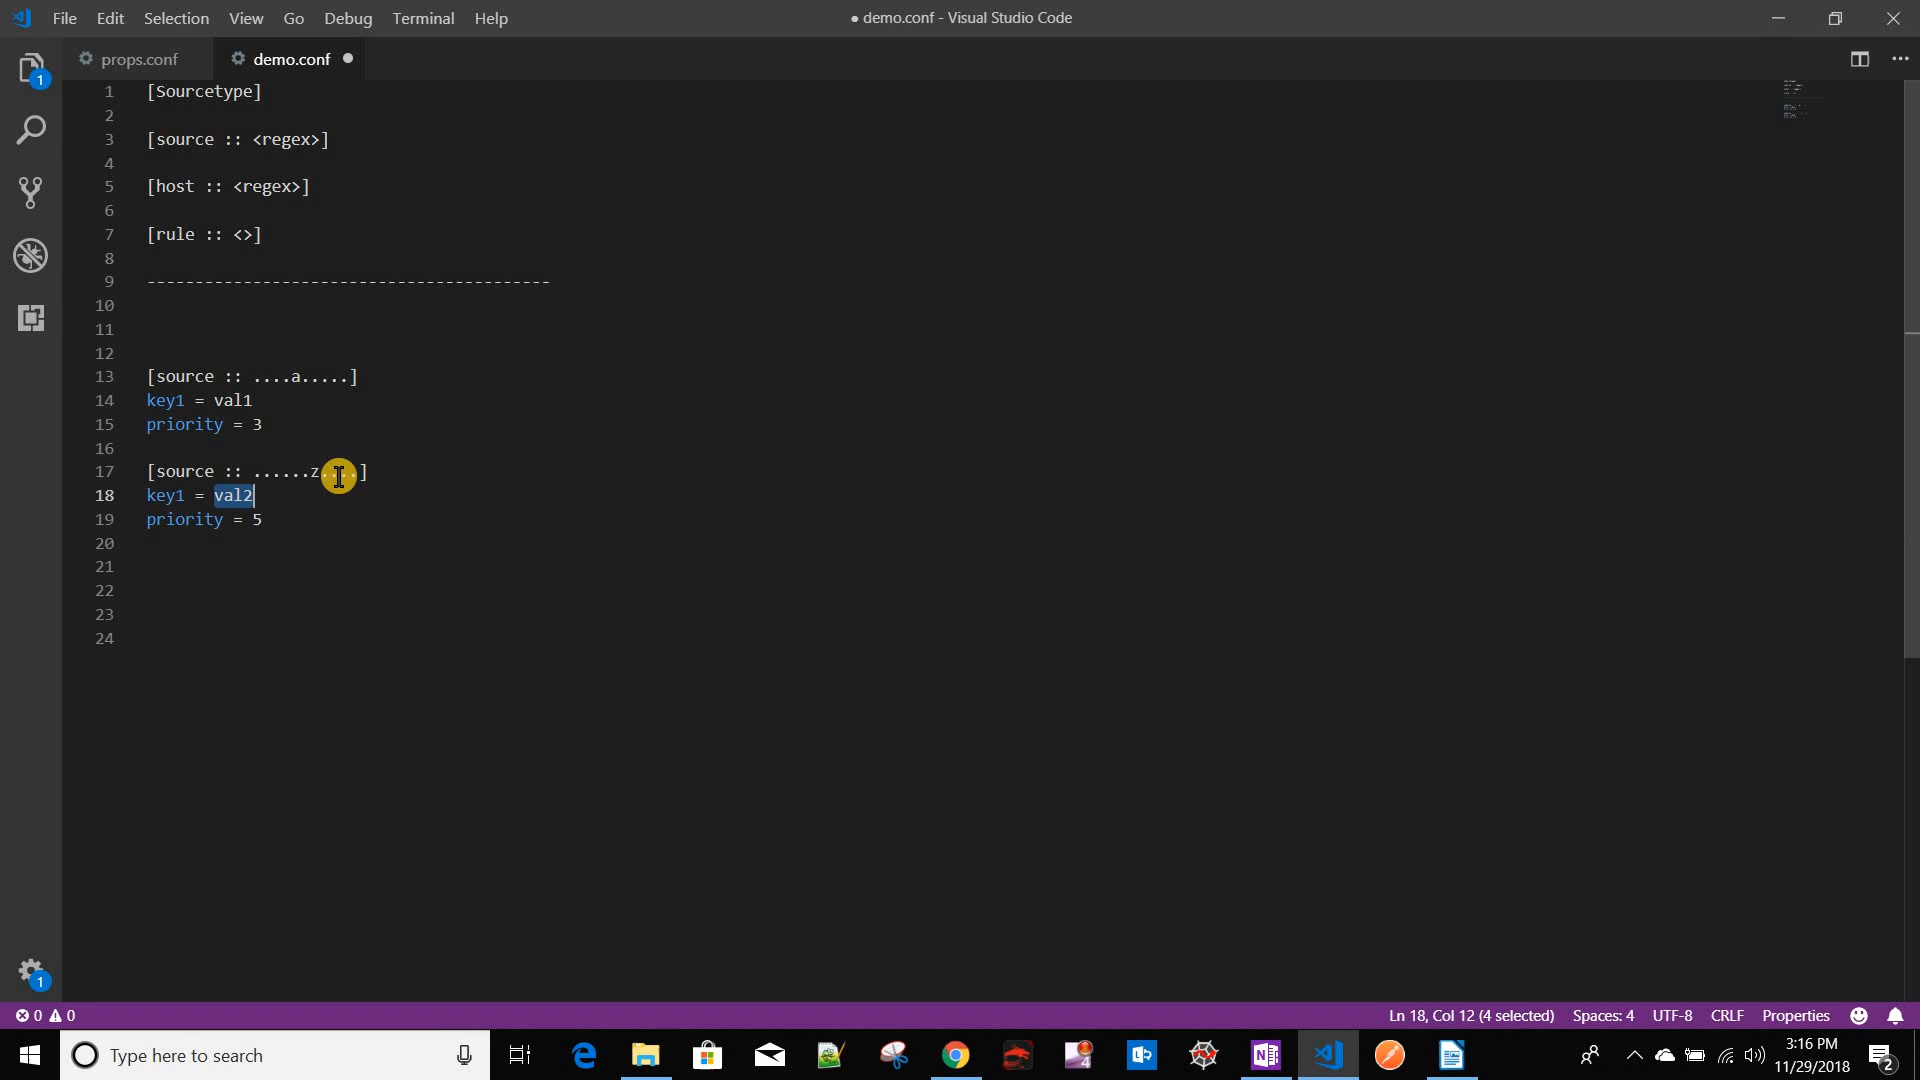 File Edit Selection View Go Debug Terminal Help
● demo.conf - Visual Studio Code
props.conf
demo.conf ●
1
1 [Sourcetype]
2
3 [source :: <regex>]
4
5 [host :: <regex>]
6
7 [rule :: <>]
8
9 ------------------------------------------
10
11
12
13 [source :: ....a.....]
14 key1 = val1
15 priority = 3
16
17 [source :: ......z....]
18 key1 = val2
19 priority = 5
20
21
22
23
24
1
0 0
Ln 18, Col 12 (4 selected) Spaces: 4 UTF-8 CRLF Properties
Type here to search
3:16 PM
11/29/2018
2